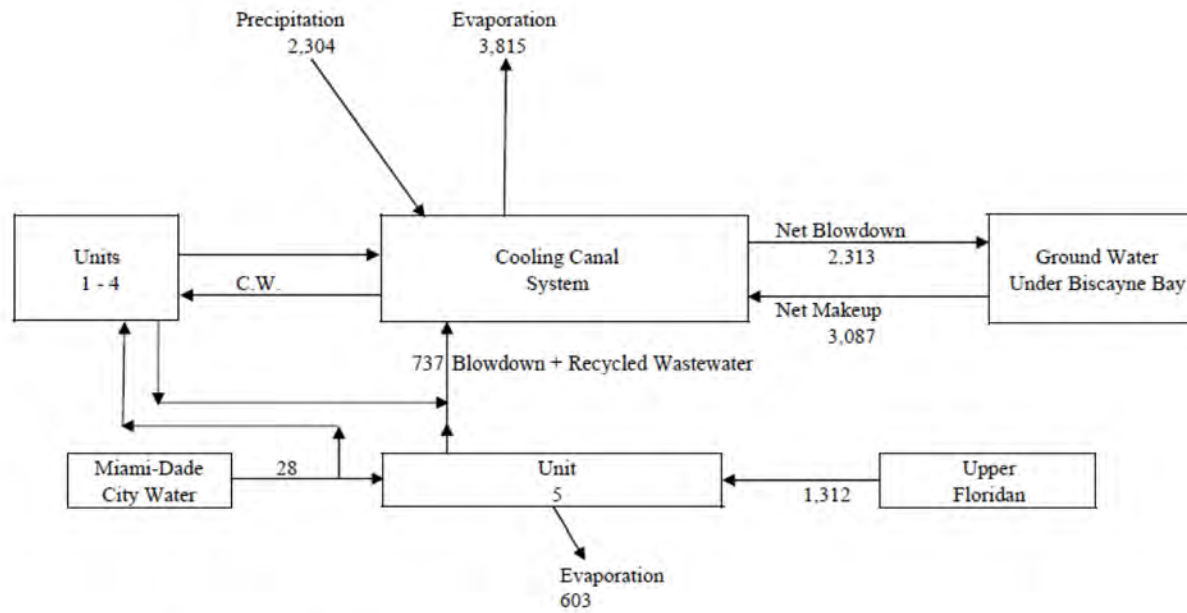 Precipitation
2,304
Evaporation
3,815
Units
1 - 4
C.W.
Cooling Canal
System
Net Blowdown
2,313
Net Makeup
3,087
Ground Water
Under Biscayne Bay
737 Blowdown + Recycled Wastewater
Miami-Dade
City Water
28
Unit
5
1,312
Upper
Floridan
Evaporation
603